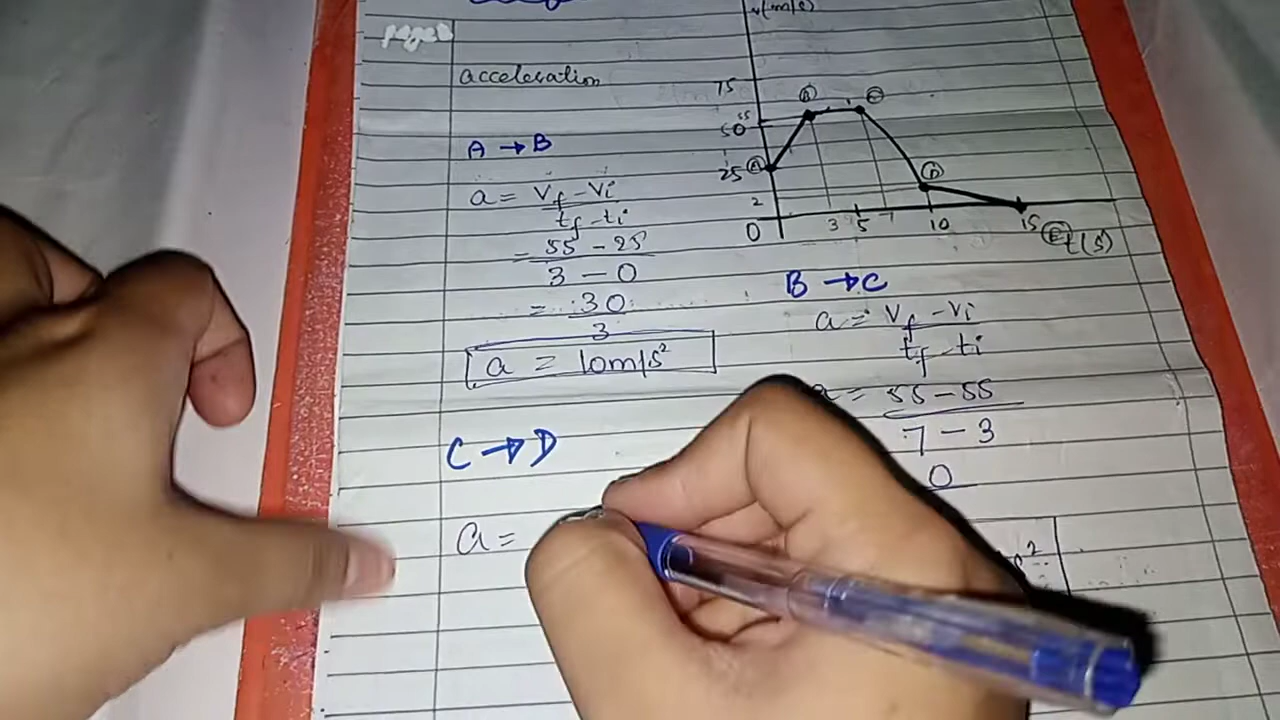 pages
acceleration
A → B
a = Vf - Vi
tf - ti
= 55 - 25
3 - 0
= 30
3
a = 10m/s²
C → D
a =
v(m/s)
75
55
50
25
2
0
3 5 7 10 15
t(s)
A
B
C
D
E
B → C
a = Vf - Vi
tf - ti
a = 55 - 55
7 - 3
0